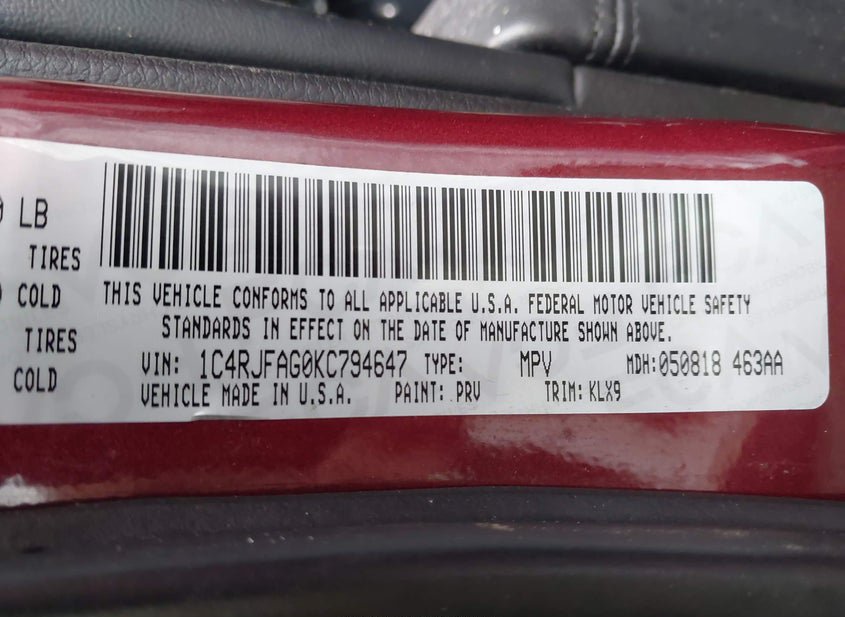 LB
TIRES
COLD
TIRES
COLD
THIS VEHICLE CONFORMS TO ALL APPLICABLE U.S.A. FEDERAL MOTOR VEHICLE SAFETY
STANDARDS IN EFFECT ON THE DATE OF MANUFACTURE SHOWN ABOVE.
VIN: 1C4RJFAG0KC794647 TYPE: MPV MDH:050818 463AA
VEHICLE MADE IN U.S.A. PAINT: PRV TRIM: KLX9